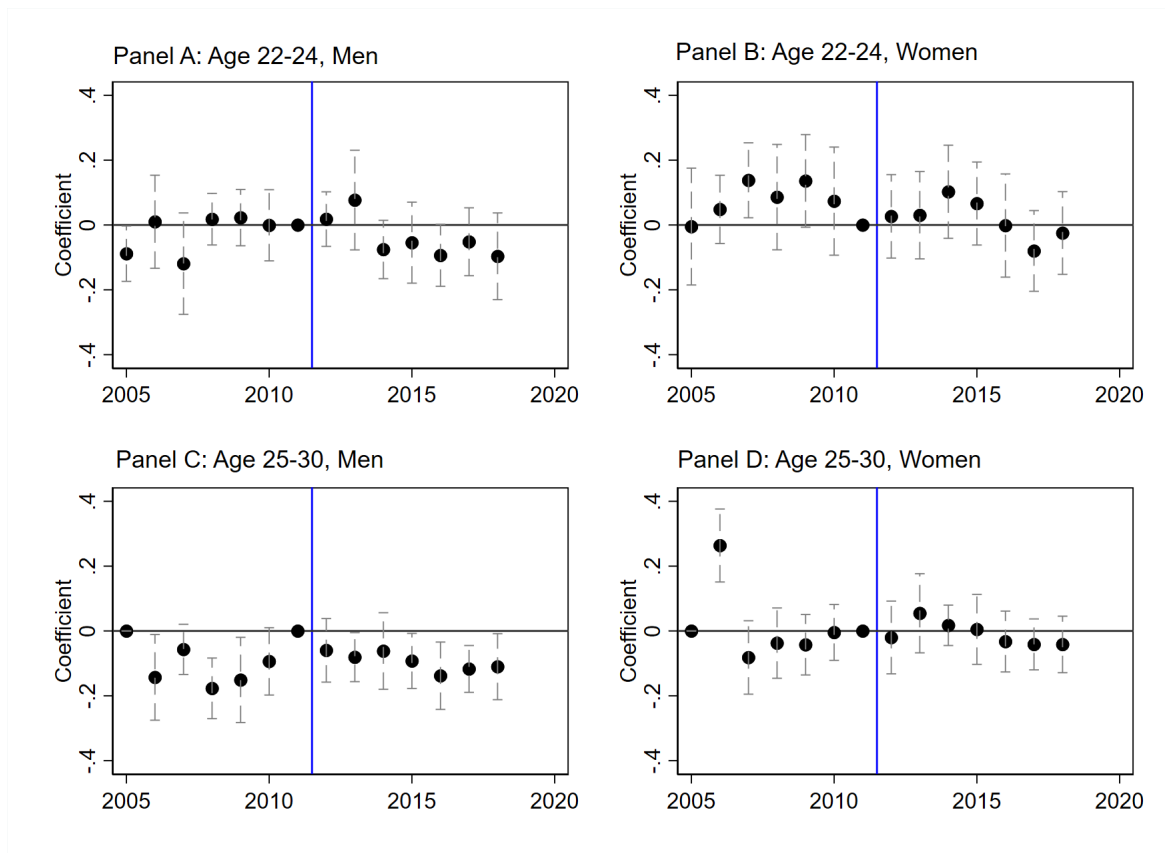 Panel A: Age 22-24, Men
Coefficient
.4
.2
0
-.2
-.4
2005 2010 2015 2020
Panel B: Age 22-24, Women
Coefficient
.4
.2
0
-.2
-.4
2005 2010 2015 2020
Panel C: Age 25-30, Men
Coefficient
.4
.2
0
-.2
-.4
2005 2010 2015 2020
Panel D: Age 25-30, Women
Coefficient
.4
.2
0
-.2
-.4
2005 2010 2015 2020